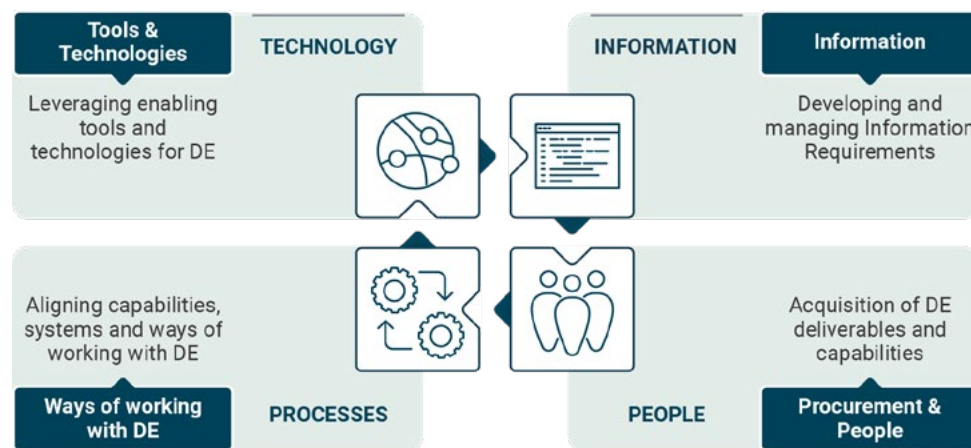 Tools &
Technologies
TECHNOLOGY
Leveraging enabling
tools and
technologies for DE
INFORMATION
Information
Developing and
managing Information
Requirements
Aligning capabilities,
systems and ways of
working with DE
Ways of working
with DE
PROCESSES
Acquisition of DE
deliverables and
capabilities
PEOPLE
Procurement &
People